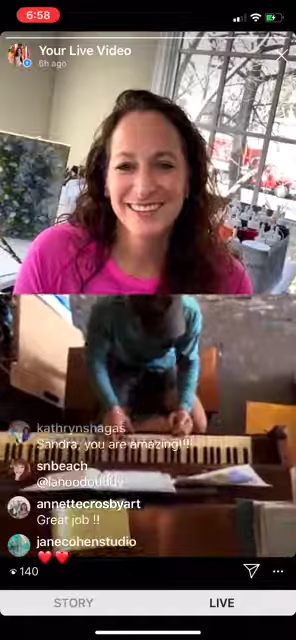 6:58
Your Live Video
6h ago
kathrynshagas
Sandra, you are amazing!!!
snbeach
@lahoodouddy
annettecrosbyart
Great job !!
janecohenstudio
140
STORY
LIVE